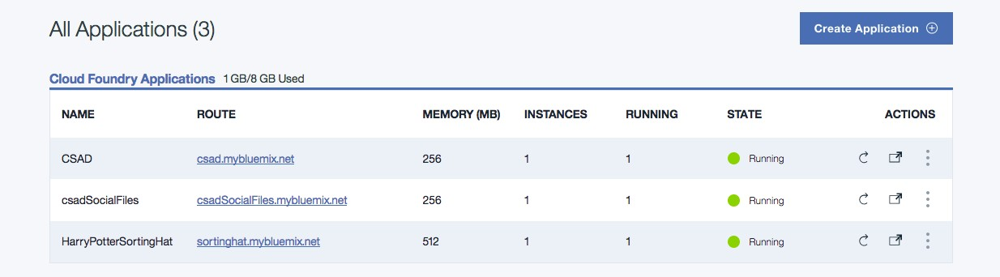 All Applications (3)
Create Application
Cloud Foundry Applications 1 GB/8 GB Used
NAME ROUTE MEMORY (MB) INSTANCES RUNNING STATE ACTIONS
CSAD csad.mybluemix.net 256 1 1 Running
csadSocialFiles csadSocialFiles.mybluemix.net 256 1 1 Running
HarryPotterSortingHat sortinghat.mybluemix.net 512 1 1 Running